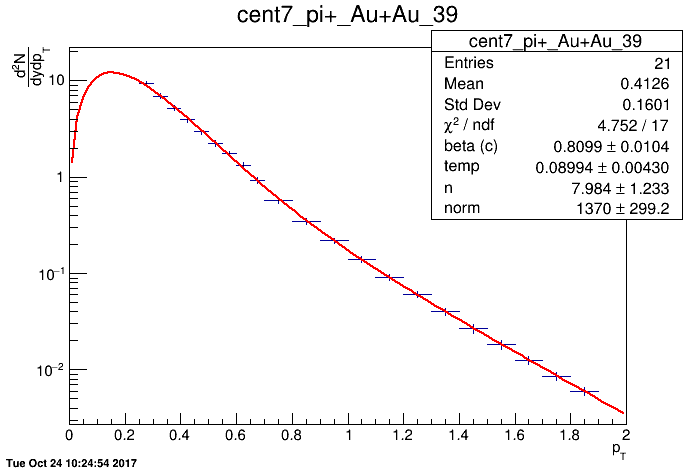 cent7_pi+_Au+Au_39
d²N
dydp_T
cent7_pi+_Au+Au_39
Entries 21
Mean 0.4126
Std Dev 0.1601
χ² / ndf 4.752 / 17
beta (c) 0.8099 ± 0.0104
temp 0.08994 ± 0.00430
n 7.984 ± 1.233
norm 1370 ± 299.2
10
1
10⁻¹
10⁻²
0 0.2 0.4 0.6 0.8 1 1.2 1.4 1.6 1.8 2
p_T
Tue Oct 24 10:24:54 2017